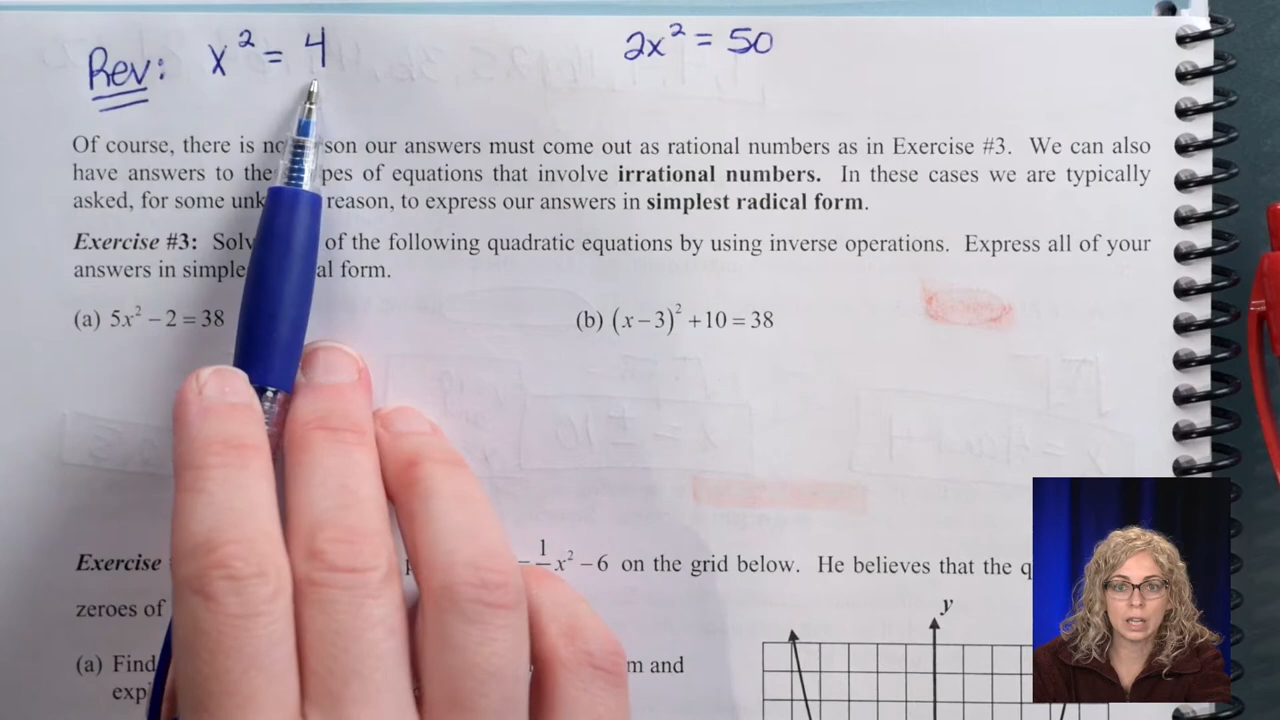 Rev: x² = 4
2x² = 50
Of course, there is no son our answers must come out as rational numbers as in Exercise #3. We can also
have answers to the pes of equations that involve irrational numbers. In these cases we are typically
asked, for some unk reason, to express our answers in simplest radical form.
Exercise #3: Solv of the following quadratic equations by using inverse operations. Express all of your
answers in simple al form.
(a) 5x² − 2 = 38
(b) (x − 3)² + 10 = 38
Exercise 1/4x² − 6 on the grid below. He believes that the q
zeroes of
y
(a) Find m and
exp